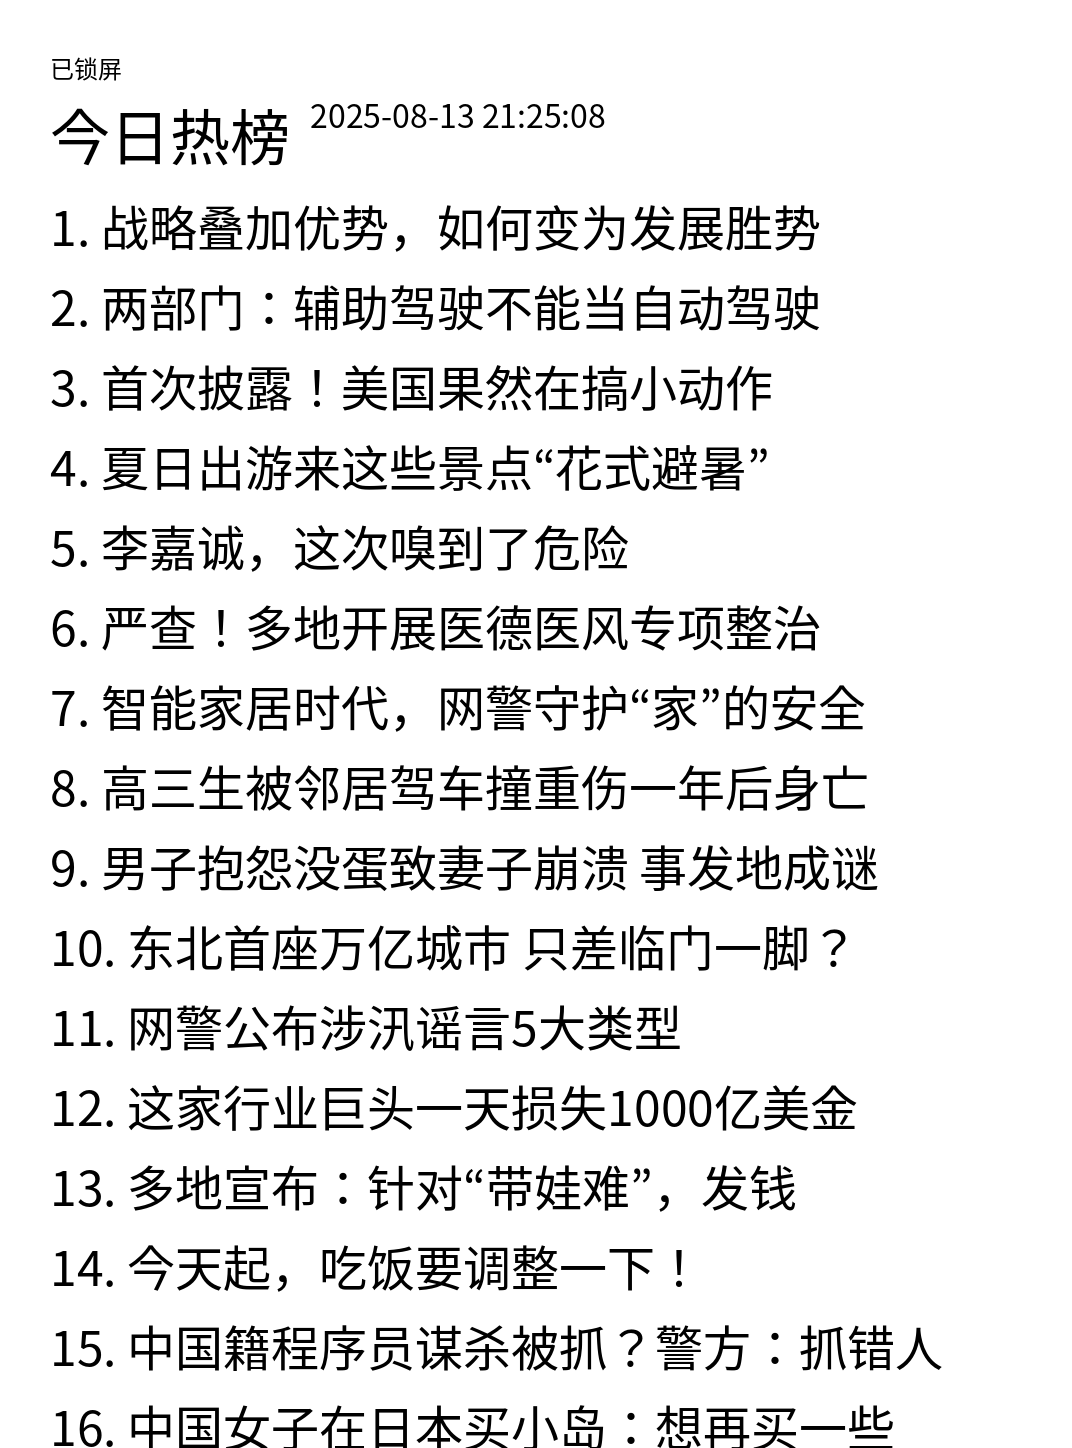 已锁屏
今日热榜 2025-08-13 21:25:08
1. 战略叠加优势，如何变为发展胜势
2. 两部门：辅助驾驶不能当自动驾驶
3. 首次披露！美国果然在搞小动作
4. 夏日出游来这些景点“花式避暑”
5. 李嘉诚，这次嗅到了危险
6. 严查！多地开展医德医风专项整治
7. 智能家居时代，网警守护“家”的安全
8. 高三生被邻居驾车撞重伤一年后身亡
9. 男子抱怨没蛋致妻子崩溃 事发地成谜
10. 东北首座万亿城市 只差临门一脚？
11. 网警公布涉汛谣言5大类型
12. 这家行业巨头一天损失1000亿美金
13. 多地宣布：针对“带娃难”，发钱
14. 今天起，吃饭要调整一下！
15. 中国籍程序员谋杀被抓？警方：抓错人
16. 中国女子在日本买小岛：想再买一些